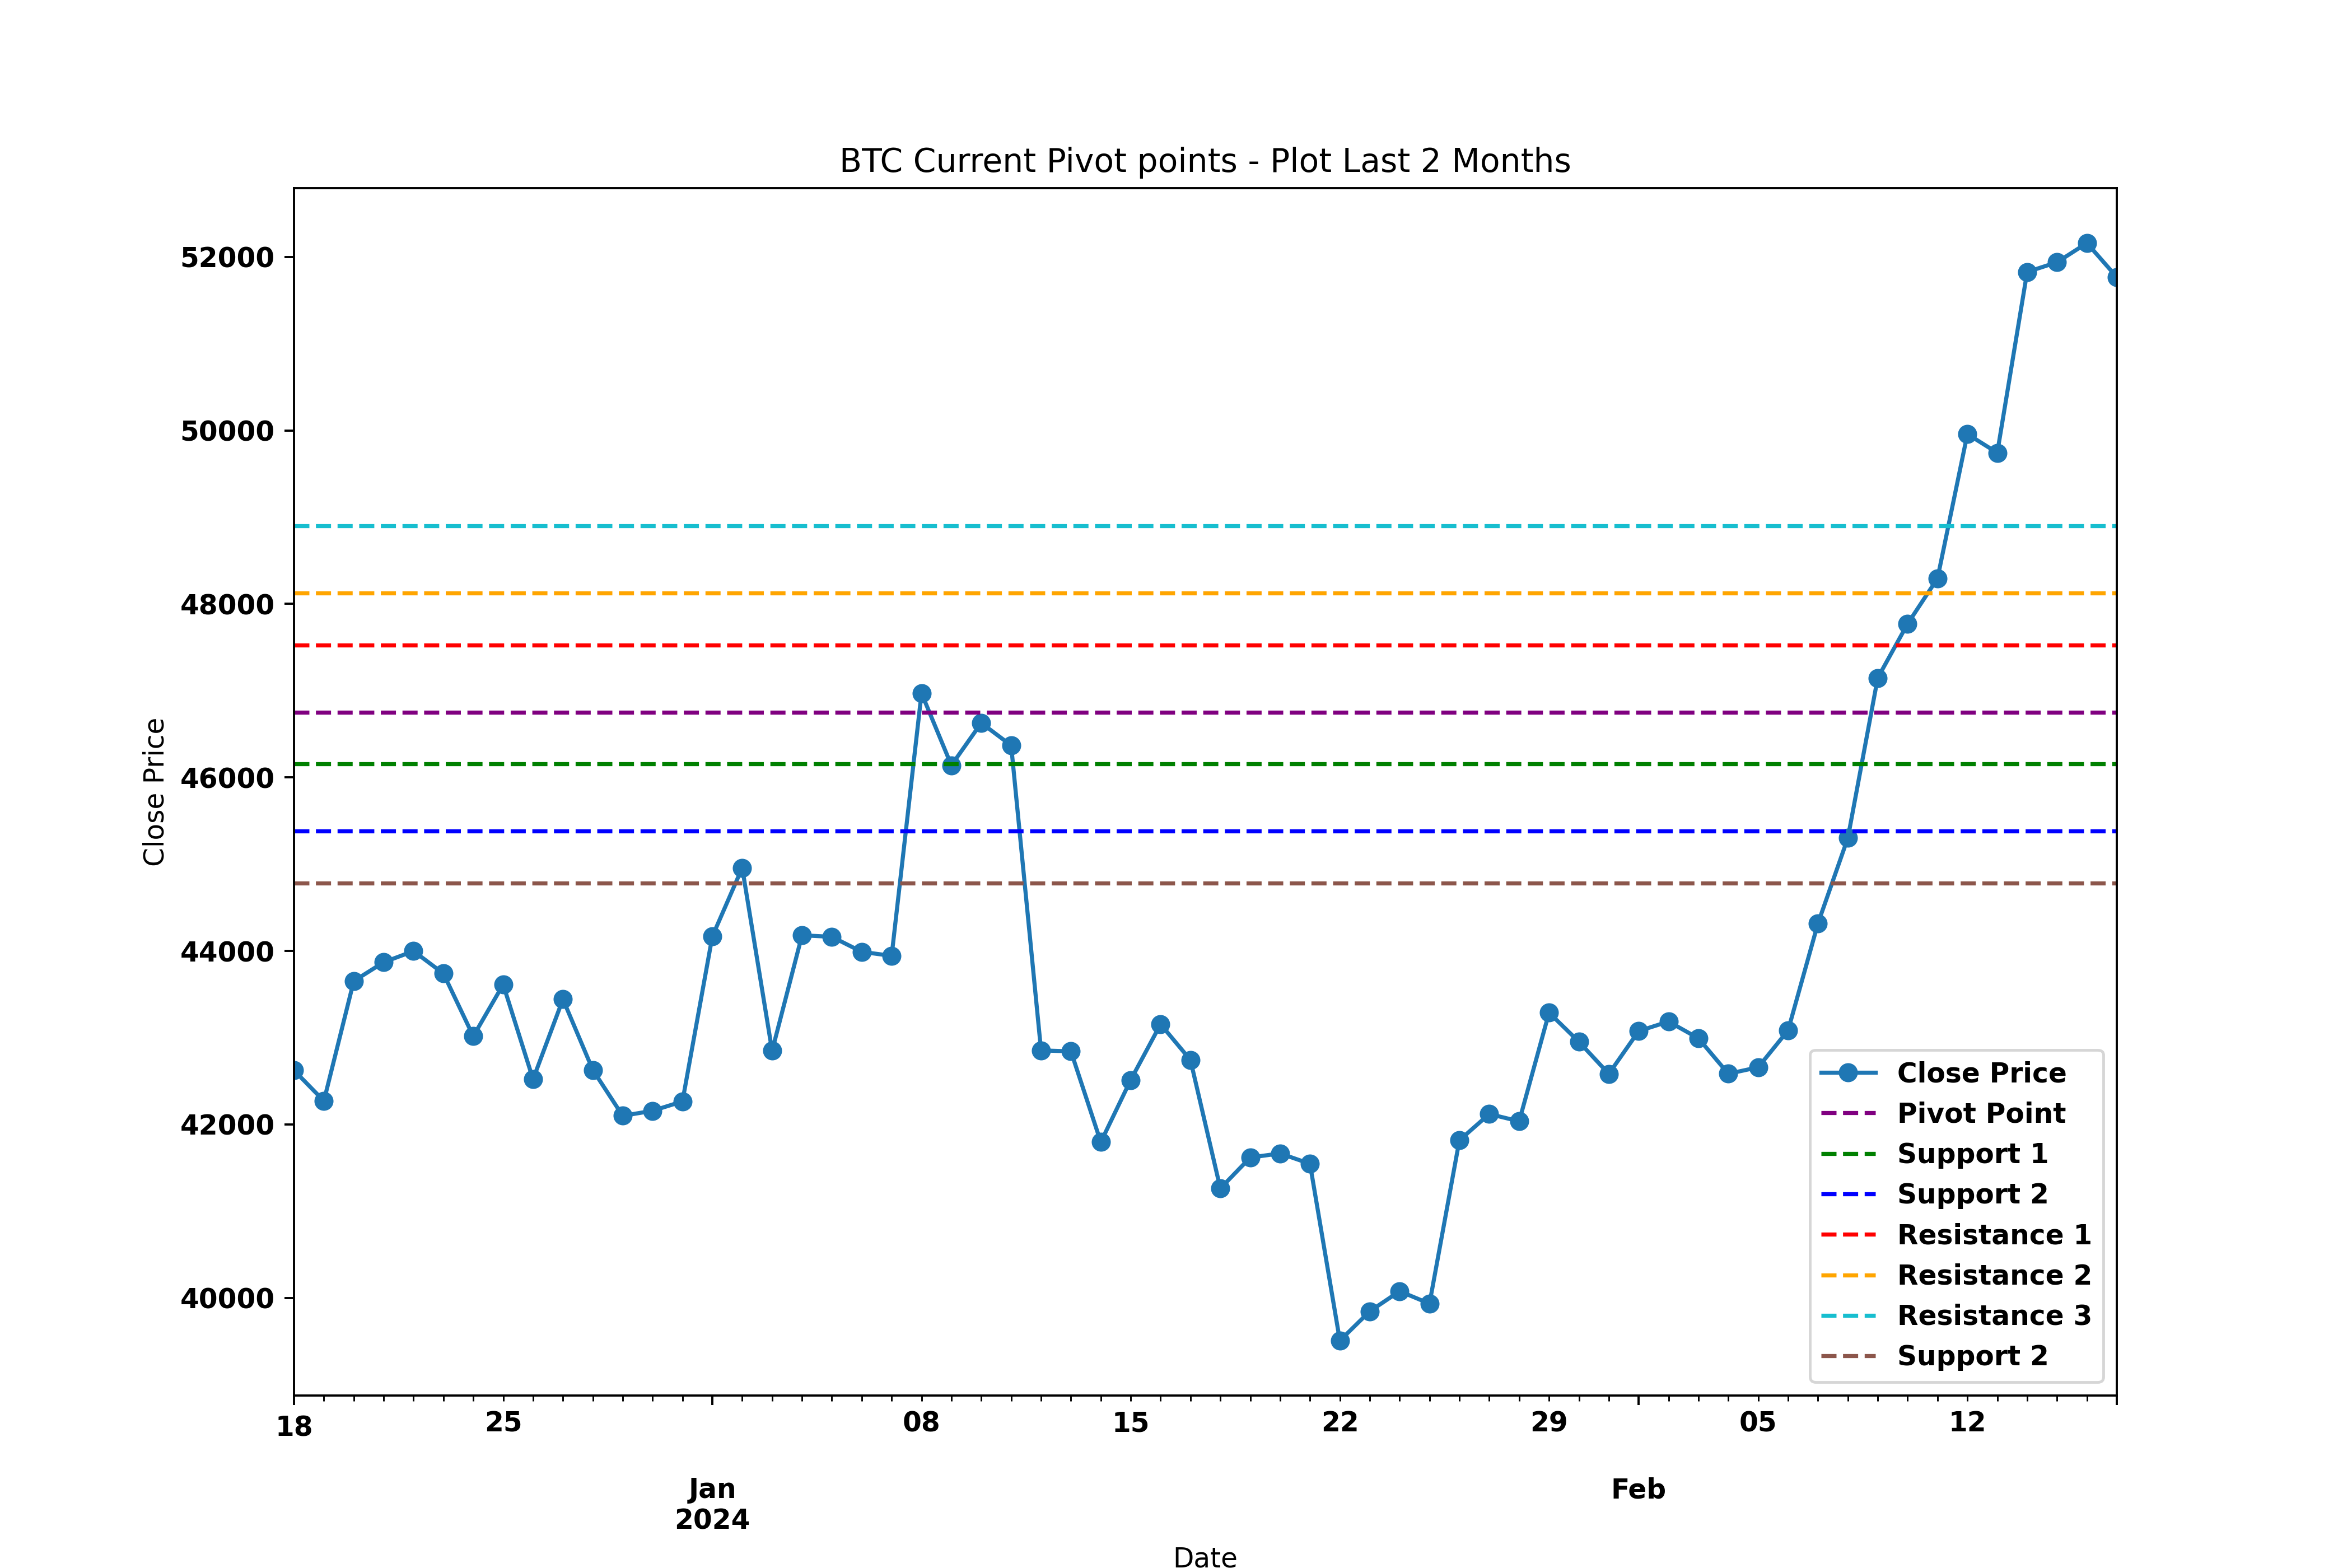 BTC Current Pivot points - Plot Last 2 Months
52000
50000
48000
46000
44000
42000
40000
Close Price
Close Price
Pivot Point
Support 1
Support 2
Resistance 1
Resistance 2
Resistance 3
Support 2
18 25 08 15 22 29 05 12
Jan Feb
2024
Date